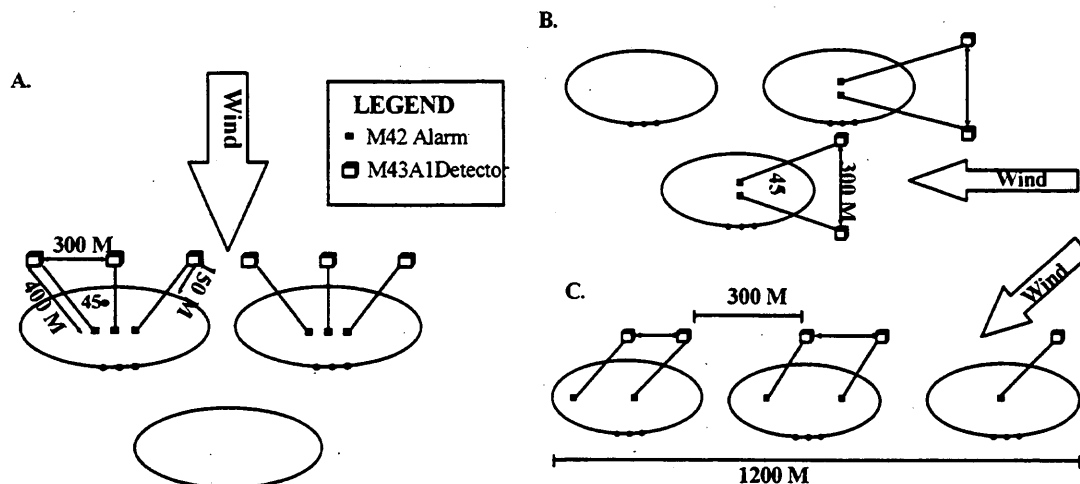 A.
Wind
LEGEND
M42 Alarm
M43A1Detector
300 M
400 M
45
150 M
B.
45
300 M
Wind
C.
Wind
300 M
1200 M